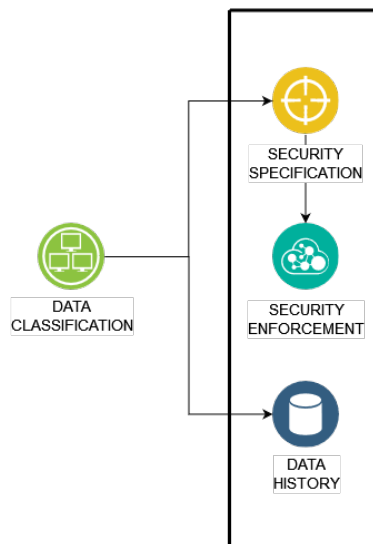 SECURITY
SPECIFICATION
DATA
CLASSIFICATION
SECURITY
ENFORCEMENT
DATA
HISTORY